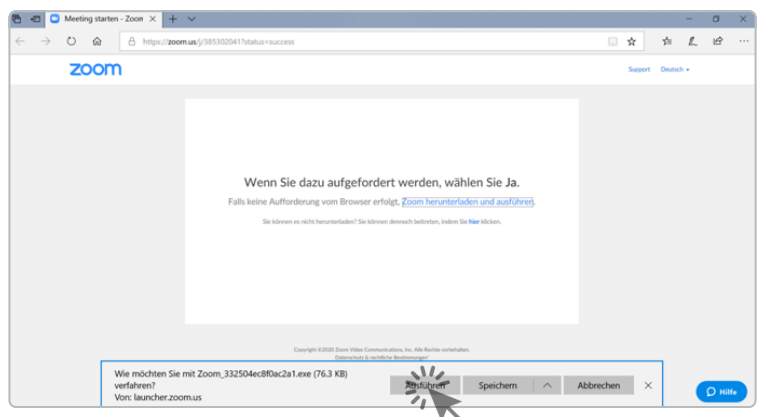 Meeting starten - Zoom
https://zoom.us/j/385302041?status=success
zoom
Support Deutsch
Wenn Sie dazu aufgefordert werden, wählen Sie Ja.
Falls keine Aufforderung vom Browser erfolgt, Zoom herunterladen und ausführen.
Sie können es nicht herunterladen? Sie können dennoch beitreten, indem Sie hier klicken.
Copyright ©2020 Zoom Video Communications, Inc. Alle Rechte vorbehalten.
Datenschutz & rechtliche Bestimmungen
Wie möchten Sie mit Zoom_332504ec8f0ac2a1.exe (76.3 KB)
verfahren?
Von: launcher.zoom.us
Ausführen Speichern Abbrechen
Hilfe